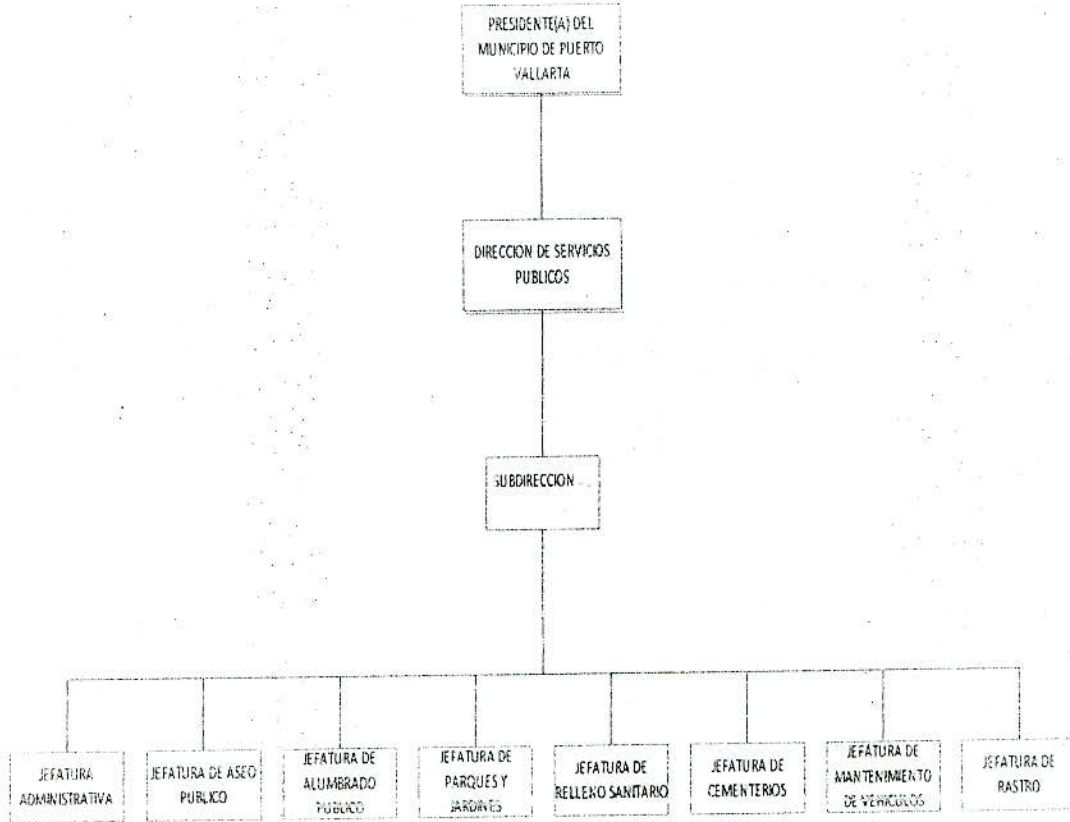 PRESIDENTE(A) DEL
MUNICIPIO DE PUERTO
VALLARTA
DIRECCION DE SERVICIOS
PUBLICOS
SUBDIRECCION
JEFATURA
ADMINISTRATIVA
JEFATURA DE ASEO
PUBLICO
JEFATURA DE
ALUMBRADO
PUBLICO
JEFATURA DE
PARQUES Y
JARDINES
JEFATURA DE
RELLENO SANITARIO
JEFATURA DE
CEMENTERIOS
JEFATURA DE
MANTENIMIENTO
DE VEHICULOS
JEFATURA DE
RASTRO